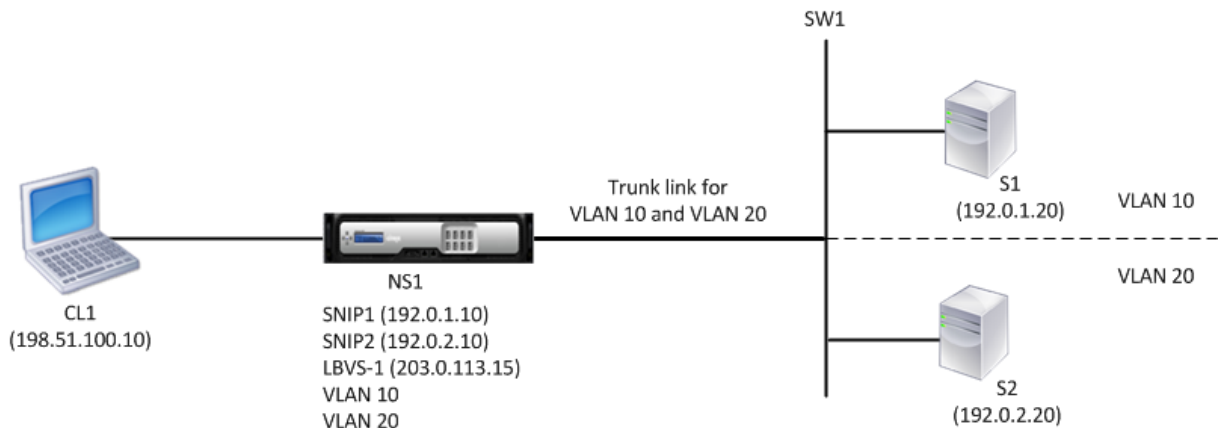 SW1
S1
(192.0.1.20)
VLAN 10
Trunk link for
VLAN 10 and VLAN 20
CL1
(198.51.100.10)
NS1
SNIP1 (192.0.1.10)
SNIP2 (192.0.2.10)
LBVS-1 (203.0.113.15)
VLAN 10
VLAN 20
VLAN 20
S2
(192.0.2.20)